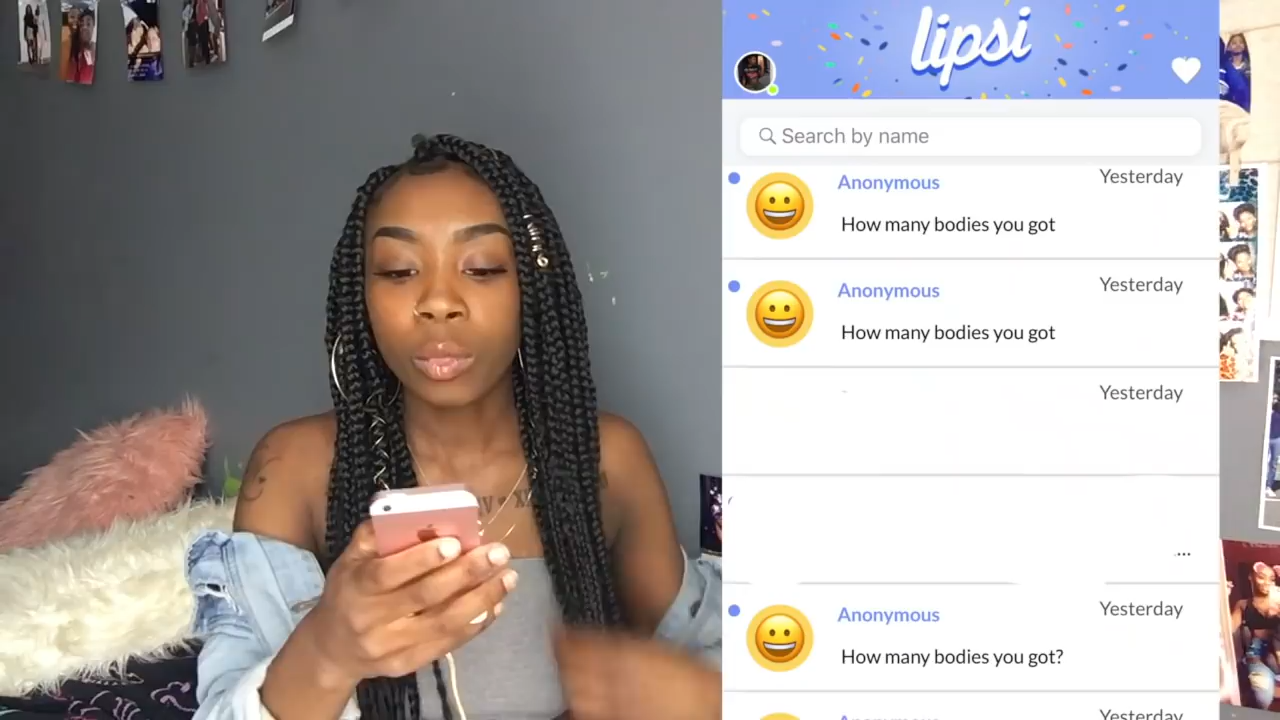 lipsi
Search by name
Anonymous
Yesterday
How many bodies you got
Anonymous
Yesterday
How many bodies you got
Yesterday
...
Anonymous
Yesterday
How many bodies you got?
Anonymous
Yesterday